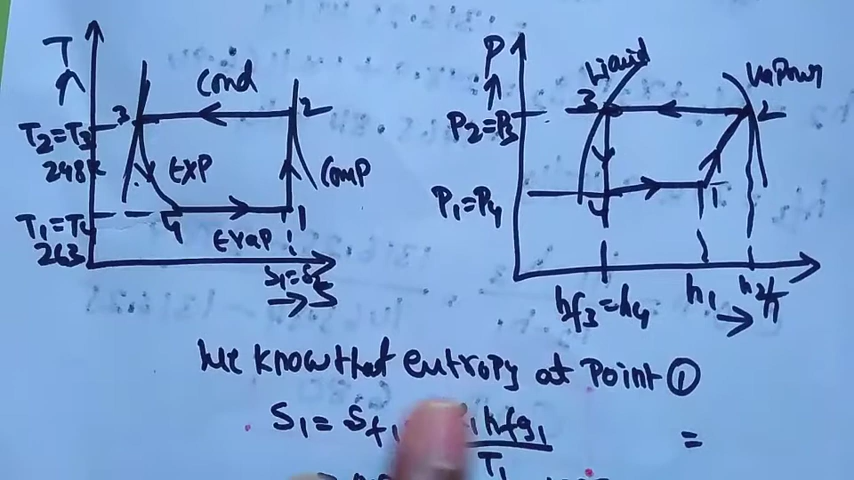 T
Cond
3
2
T2=T3
248K
EXP
Comp
T1=T4
263
4
Evap
1
S1=S2
S
P
Liquid
Vapour
3
2
P2=P3
P1=P4
4
1
hf3=h4
h1
h2
We know that entropy at Point ①
S1 = Sf1 hfg1 =
T1